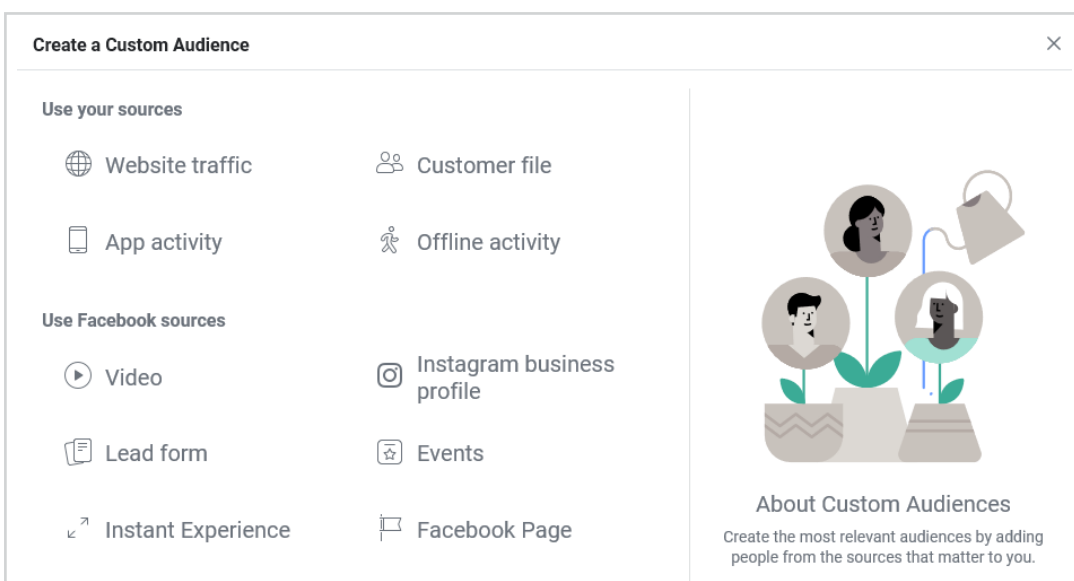 Create a Custom Audience
Use your sources
Website traffic
Customer file
App activity
Offline activity
Use Facebook sources
Video
Instagram business
profile
Lead form
Events
Instant Experience
Facebook Page
About Custom Audiences
Create the most relevant audiences by adding
people from the sources that matter to you.